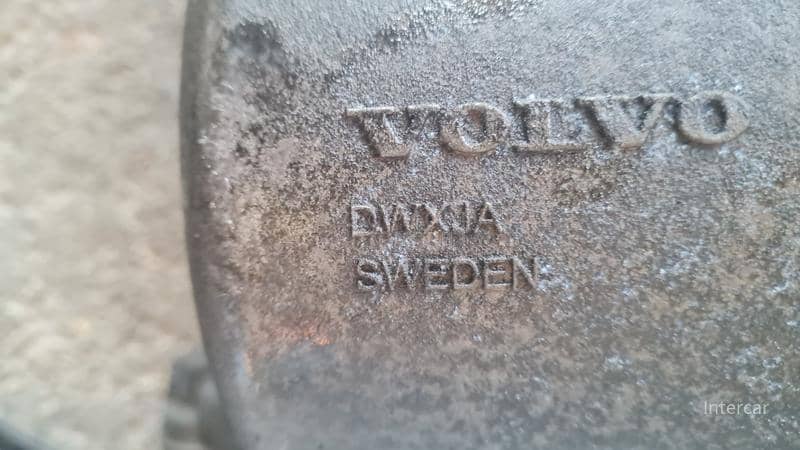 VOLVO
DWXJA
SWEDEN
Intercar